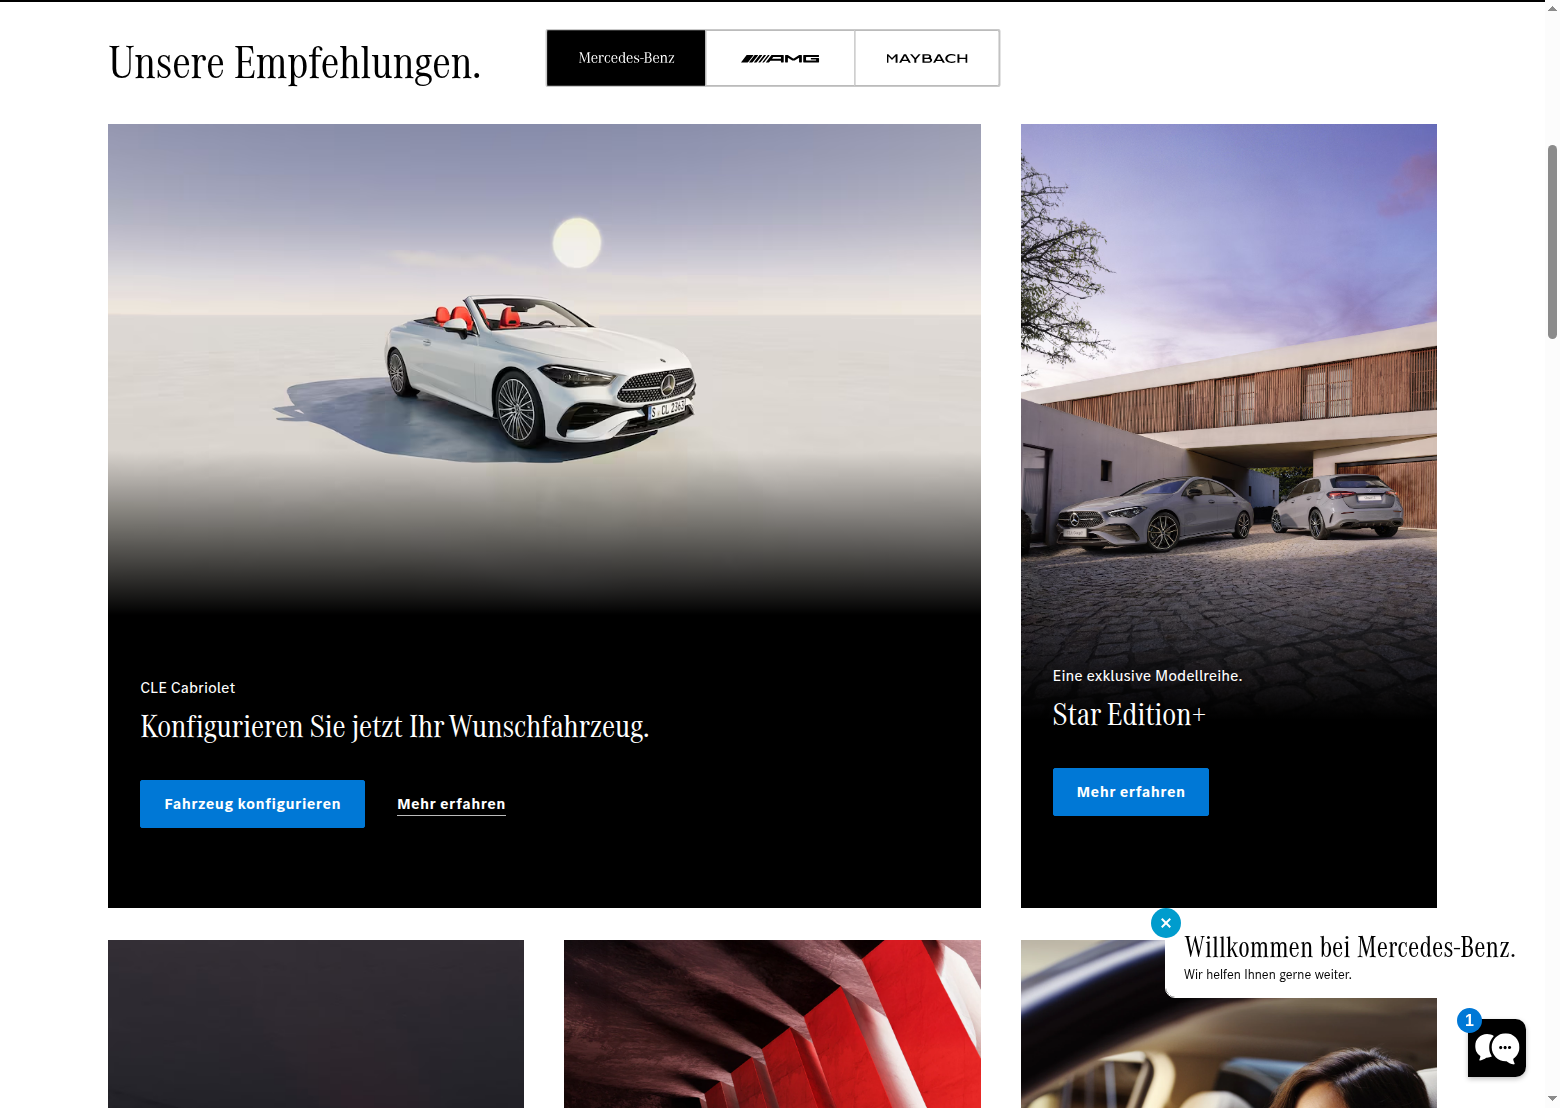 Unsere Empfehlungen.
Mercedes-Benz
AMG
MAYBACH
S CL 2363
CLE Cabriolet
Konfigurieren Sie jetzt Ihr Wunschfahrzeug.
Fahrzeug konfigurieren
Mehr erfahren
Eine exklusive Modellreihe.
Star Edition+
Mehr erfahren
Willkommen bei Mercedes-Benz.
Wir helfen Ihnen gerne weiter.
1